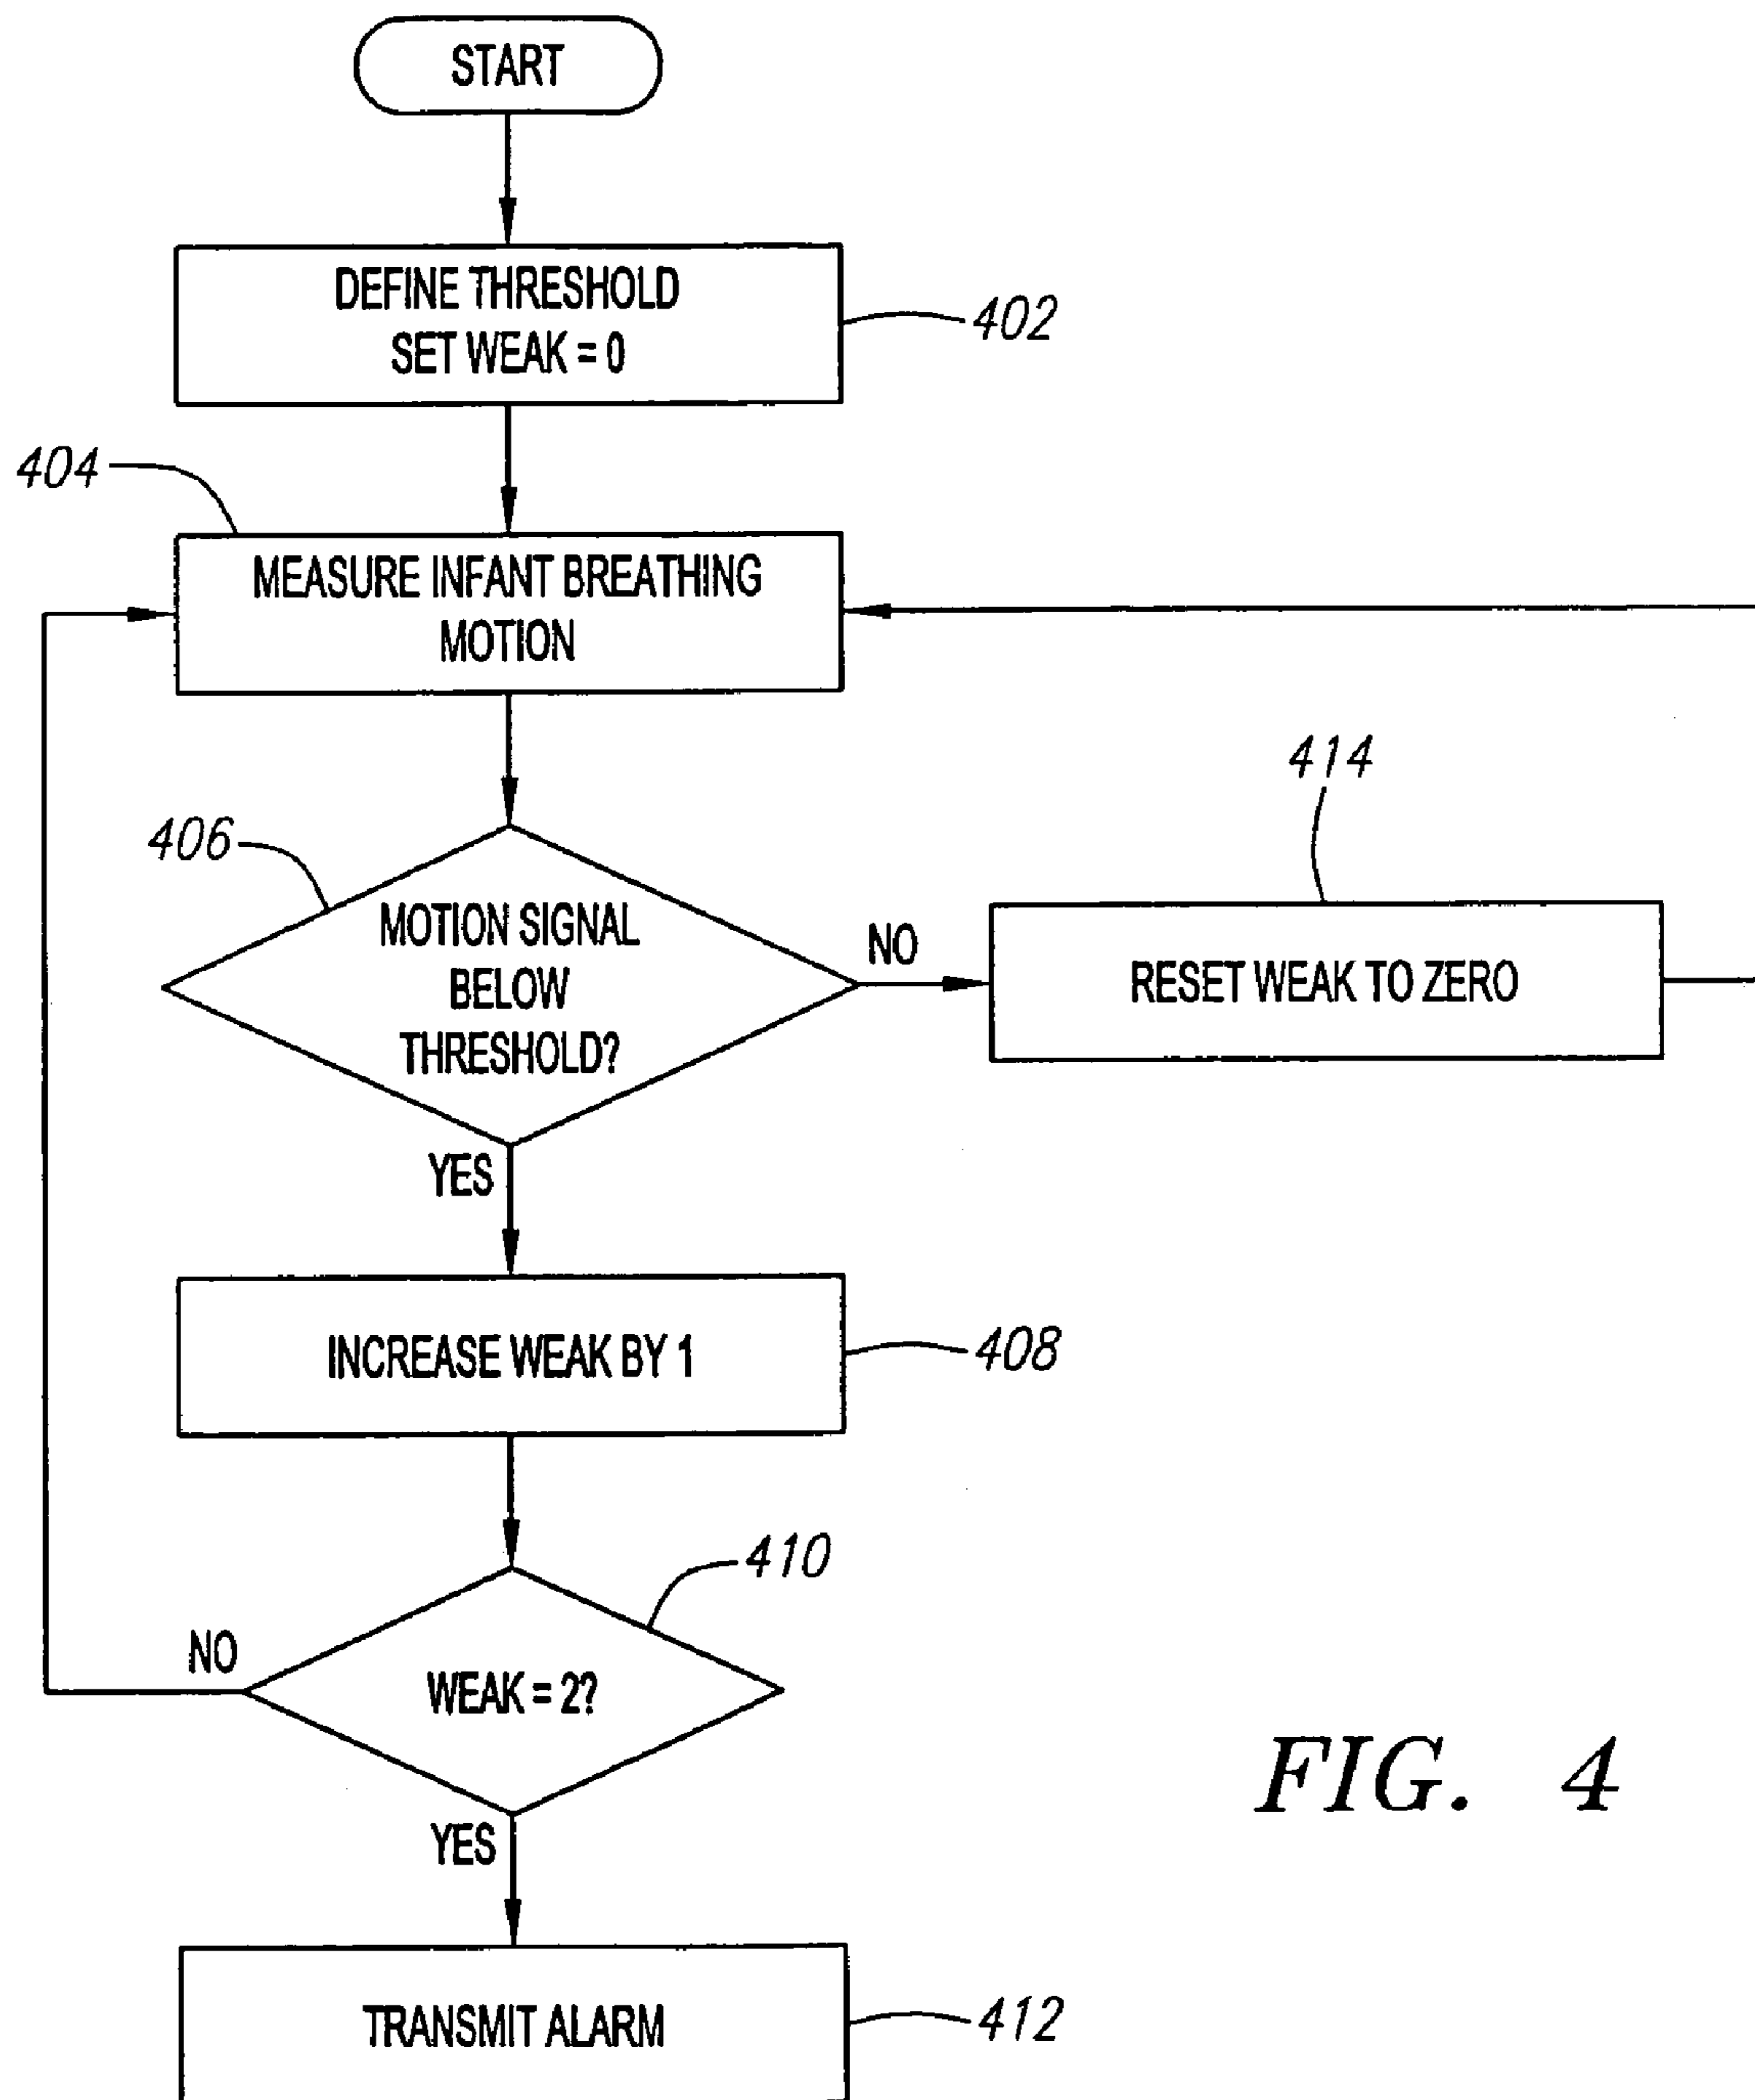 START
DEFINE THRESHOLD
SET WEAK = 0
402
404
MEASURE INFANT BREATHING
MOTION
406
MOTION SIGNAL
BELOW
THRESHOLD?
NO
414
RESET WEAK TO ZERO
YES
INCREASE WEAK BY 1
408
410
NO
WEAK = 2?
YES
TRANSMIT ALARM
412
FIG. 4